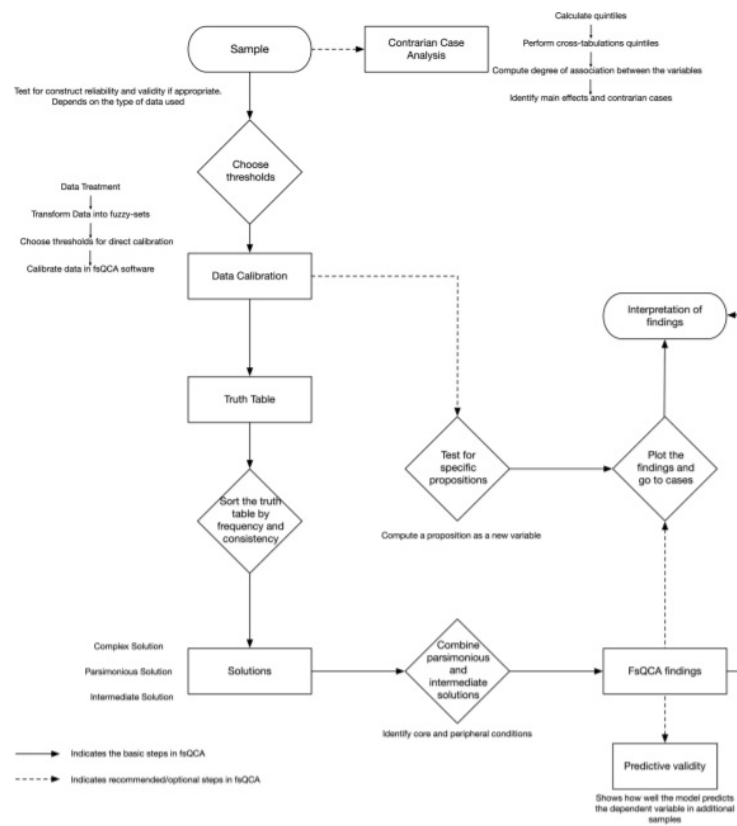 Sample
Contrarian Case
Analysis
Calculate quintiles
Perform cross-tabulations quintiles
Compute degree of association between the variables
Identify main effects and contrarian cases
Test for construct reliability and validity if appropriate.
Depends on the type of data used
Choose
thresholds
Data Treatment
Transform Data into fuzzy-sets
Choose thresholds for direct calibration
Calibrate data in fsQCA software
Data Calibration
Interpretation of
findings
Truth Table
Test for
specific
propositions
Plot the
findings and
go to cases
Compute a proposition as a new variable
Sort the truth
table by
frequency and
consistency
Complex Solution
Parsimonious Solution
Intermediate Solution
Solutions
Combine
parsimonious
and
intermediate
solutions
FsQCA findings
Identify core and peripheral conditions
Indicates the basic steps in fsQCA
Indicates recommended/optional steps in fsQCA
Predictive validity
Shows how well the model predicts
the dependent variable in additional
samples